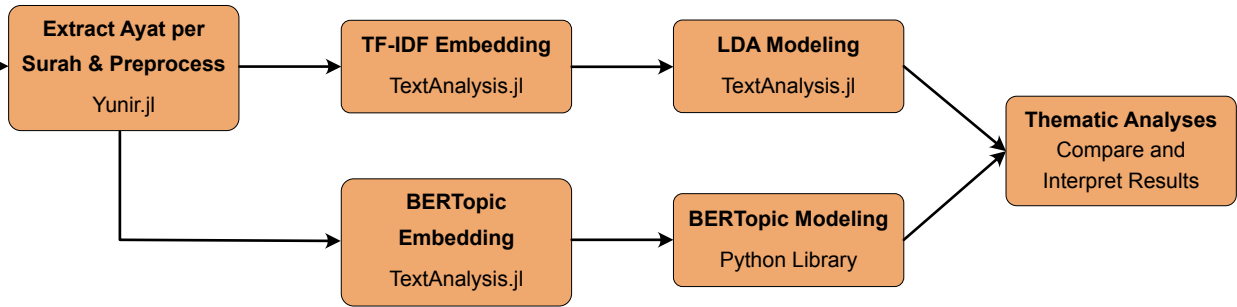 Extract Ayat per
Surah & Preprocess
Yunir.jl
TF-IDF Embedding
TextAnalysis.jl
LDA Modeling
TextAnalysis.jl
Thematic Analyses
Compare and
Interpret Results
BERTopic
Embedding
TextAnalysis.jl
BERTopic Modeling
Python Library